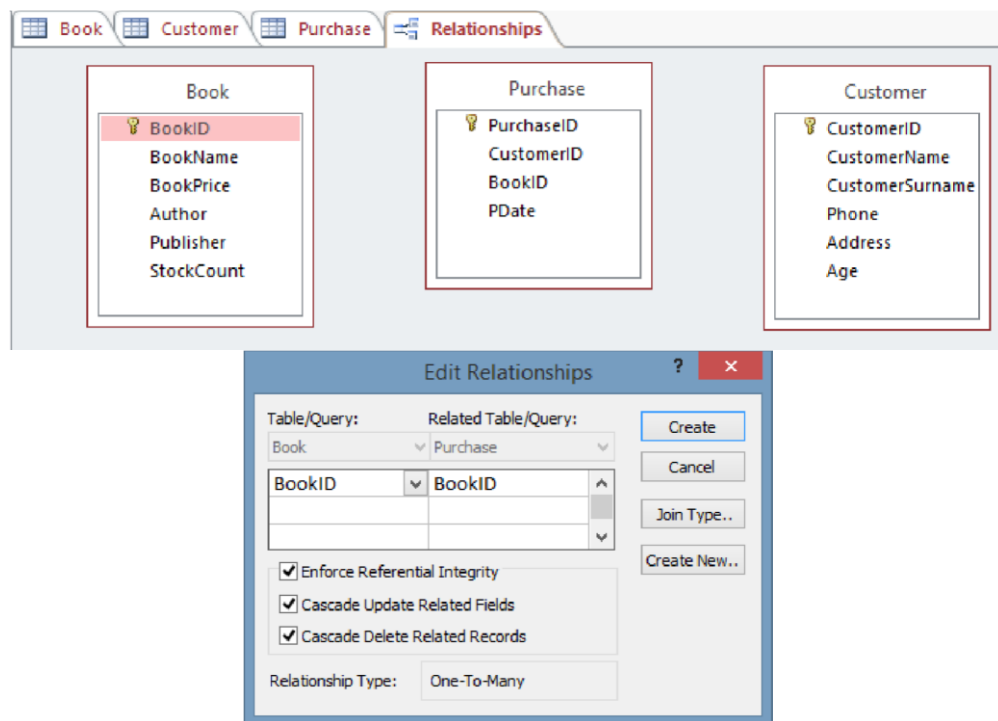 Book Customer Purchase Relationships
Book
BookID
BookName
BookPrice
Author
Publisher
StockCount
Purchase
PurchaseID
CustomerID
BookID
PDate
Customer
CustomerID
CustomerName
CustomerSurname
Phone
Address
Age
Edit Relationships ? ×
Table/Query: Related Table/Query:
Book Purchase
BookID BookID
Enforce Referential Integrity
Cascade Update Related Fields
Cascade Delete Related Records
Relationship Type: One-To-Many
Create
Cancel
Join Type..
Create New..